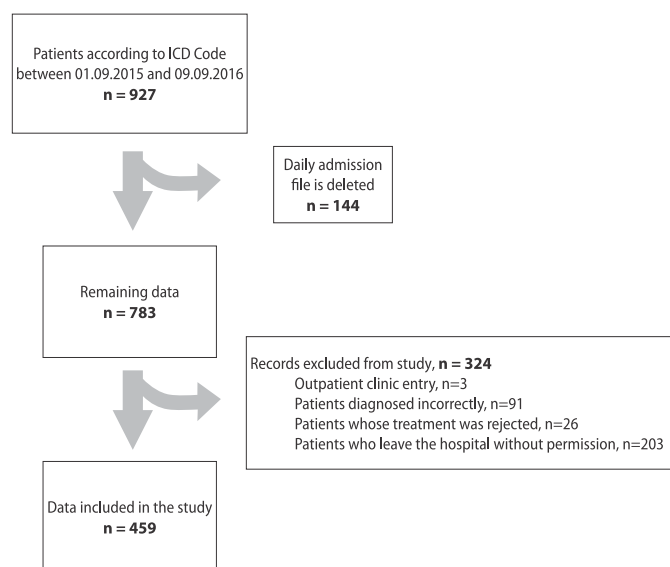 Patients according to ICD Code
between 01.09.2015 and 09.09.2016
n = 927
Daily admission
file is deleted
n = 144
Remaining data
n = 783
Records excluded from study, n = 324
Outpatient clinic entry, n=3
Patients diagnosed incorrectly, n=91
Patients whose treatment was rejected, n=26
Patients who leave the hospital without permission, n=203
Data included in the study
n = 459